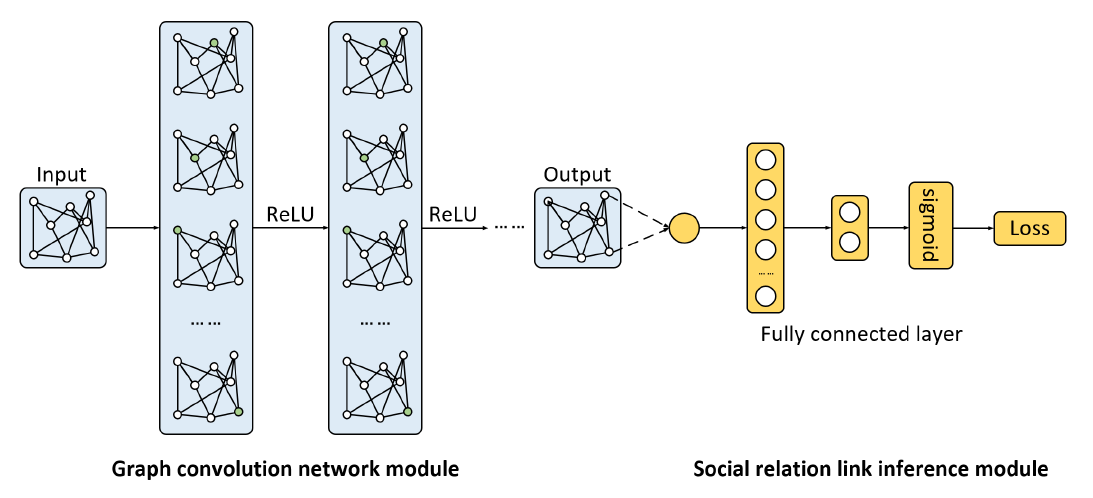 Input
ReLU
ReLU
... ...
... ...
... ...
Output
... ...
sigmoid
Loss
Fully connected layer
Graph convolution network module
Social relation link inference module